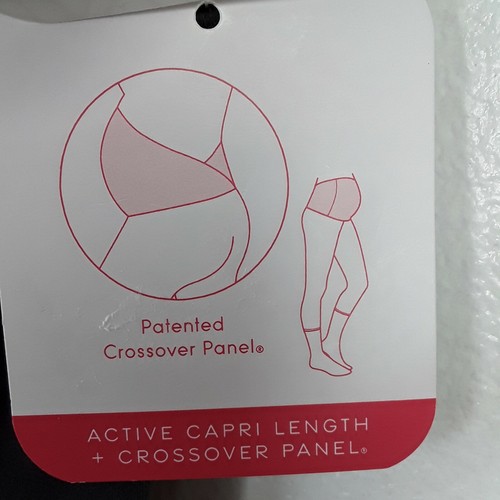 Patented
Crossover Panel®
ACTIVE CAPRI LENGTH
+ CROSSOVER PANEL®